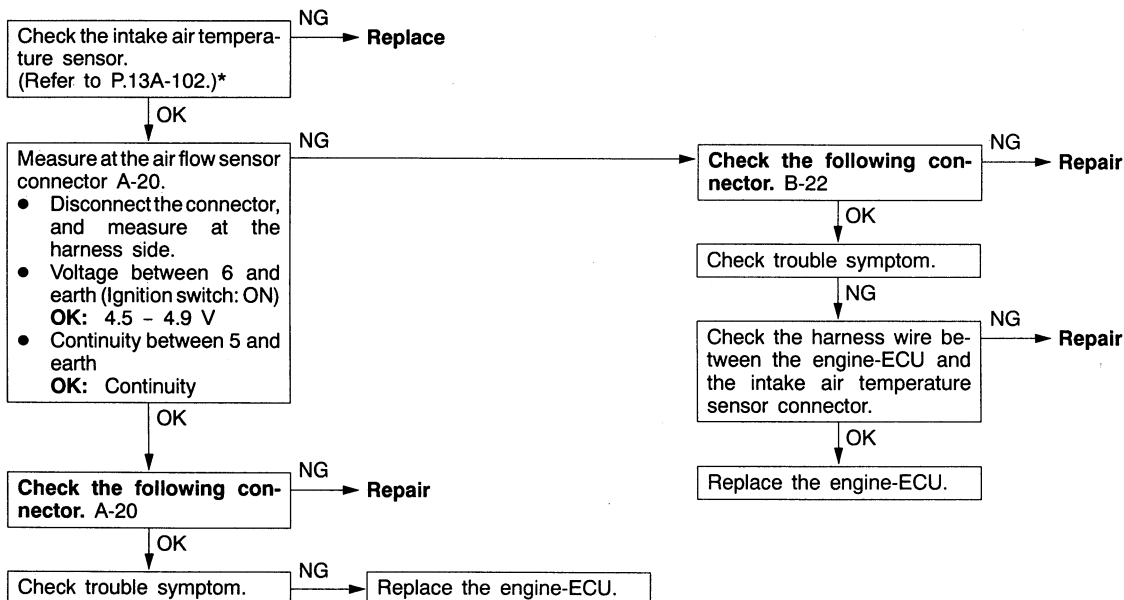 NG
Check the intake air tempera-
ture sensor.
(Refer to P.13A-102.)*
Replace
OK
NG
Measure at the air flow sensor
connector A-20.
● Disconnect the connector,
and measure at the
harness side.
● Voltage between 6 and
earth (Ignition switch: ON)
OK: 4.5 – 4.9 V
● Continuity between 5 and
earth
OK: Continuity
OK
NG
Check the following con-
nector. A-20
Repair
OK
NG
Check trouble symptom.
Replace the engine-ECU.
NG
Check the following con-
nector. B-22
Repair
OK
Check trouble symptom.
NG
NG
Check the harness wire be-
tween the engine-ECU and
the intake air temperature
sensor connector.
Repair
OK
Replace the engine-ECU.